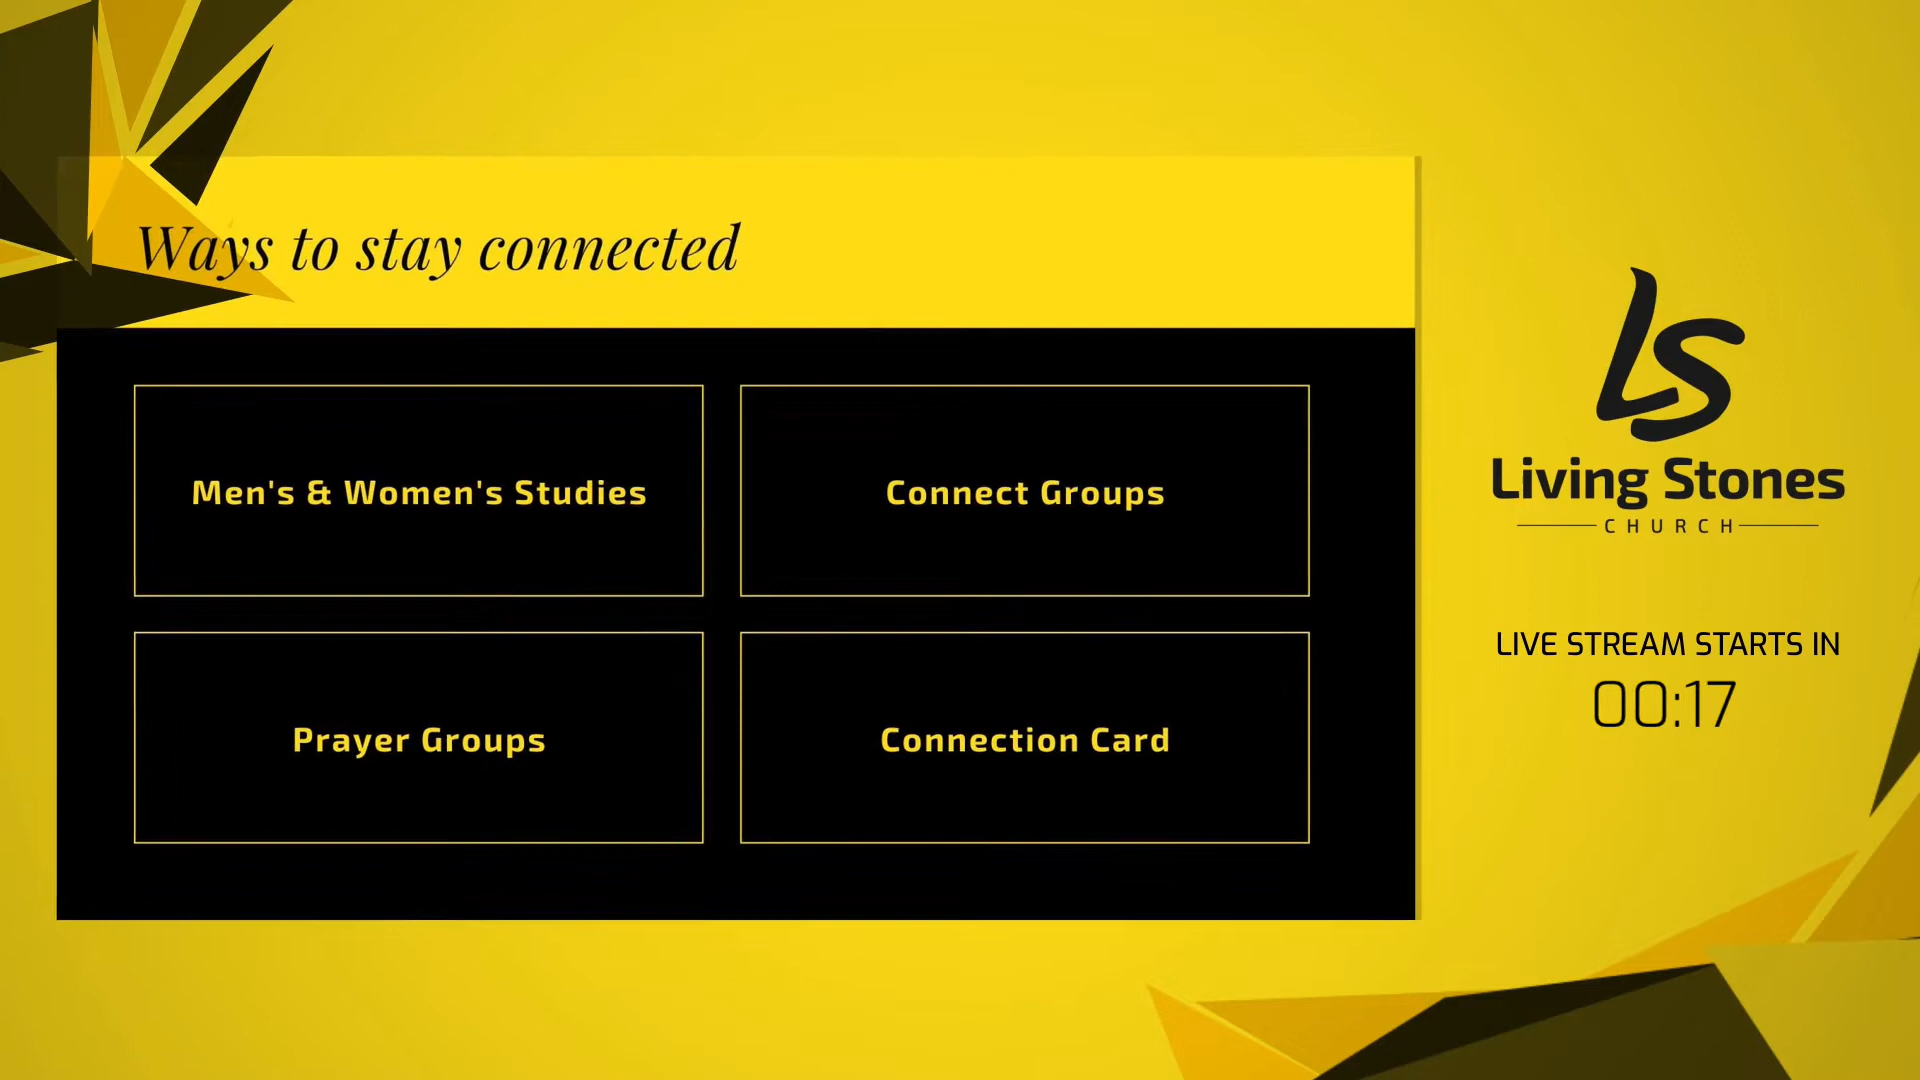 Ways to stay connected
Men's & Women's Studies
Connect Groups
Prayer Groups
Connection Card
LS
Living Stones
CHURCH
LIVE STREAM STARTS IN
00:17